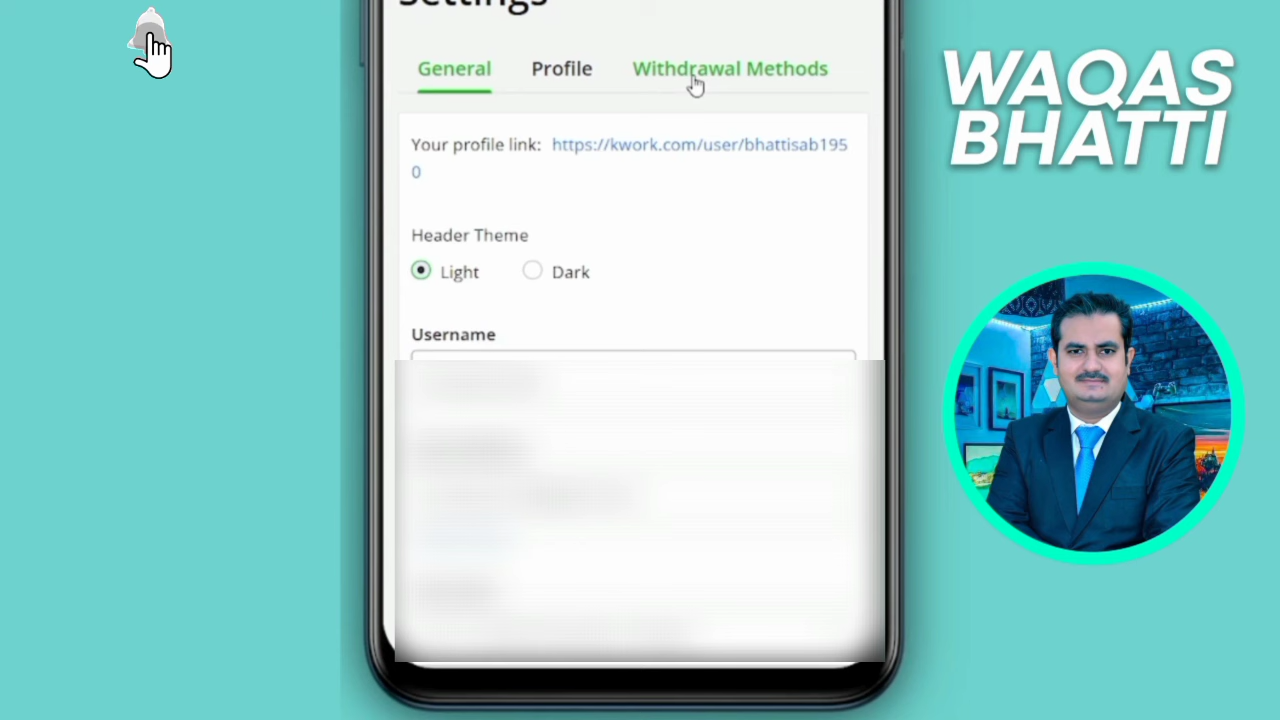 Settings
General Profile Withdrawal Methods
Your profile link: https://kwork.com/user/bhattisab195
0
Header Theme
Light Dark
Username
WAQAS
BHATTI